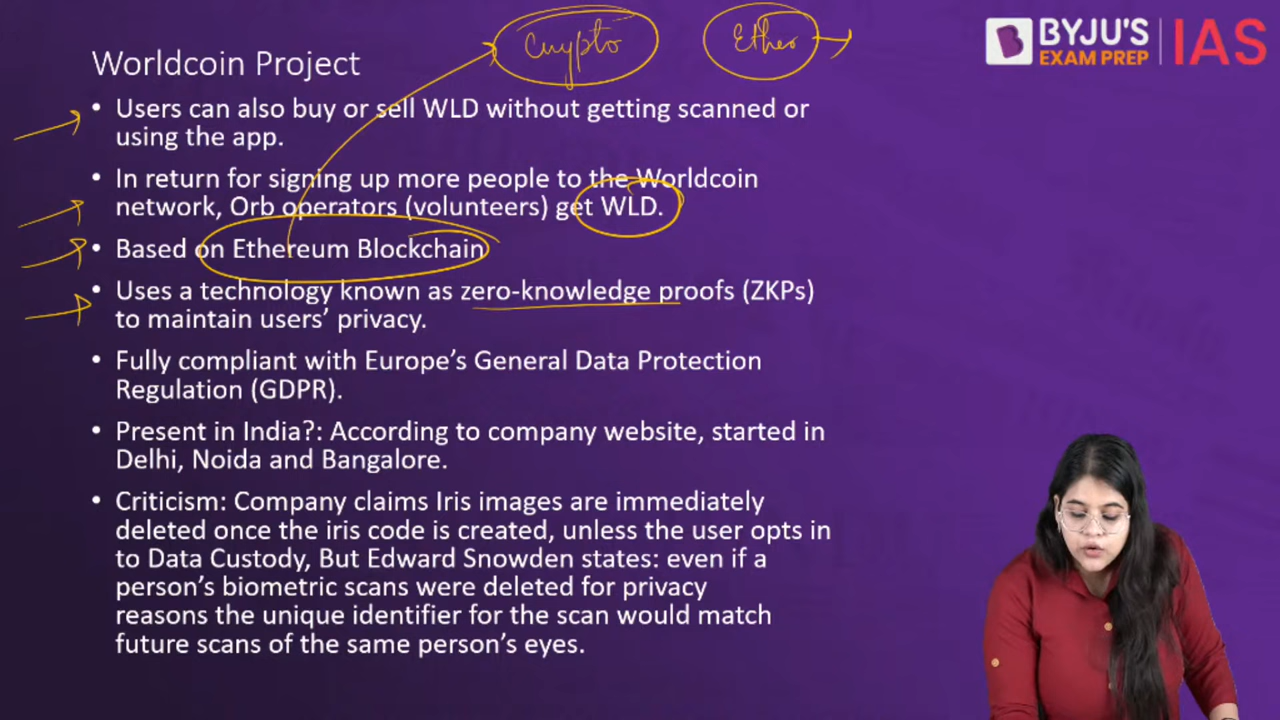 Crypto
Ether
BYJU'S
EXAM PREP
IAS
Worldcoin Project
• Users can also buy or sell WLD without getting scanned or
using the app.
• In return for signing up more people to the Worldcoin
network, Orb operators (volunteers) get WLD.
• Based on Ethereum Blockchain
• Uses a technology known as zero-knowledge proofs (ZKPs)
to maintain users’ privacy.
• Fully compliant with Europe’s General Data Protection
Regulation (GDPR).
• Present in India?: According to company website, started in
Delhi, Noida and Bangalore.
• Criticism: Company claims Iris images are immediately
deleted once the iris code is created, unless the user opts in
to Data Custody, But Edward Snowden states: even if a
person’s biometric scans were deleted for privacy
reasons the unique identifier for the scan would match
future scans of the same person’s eyes.